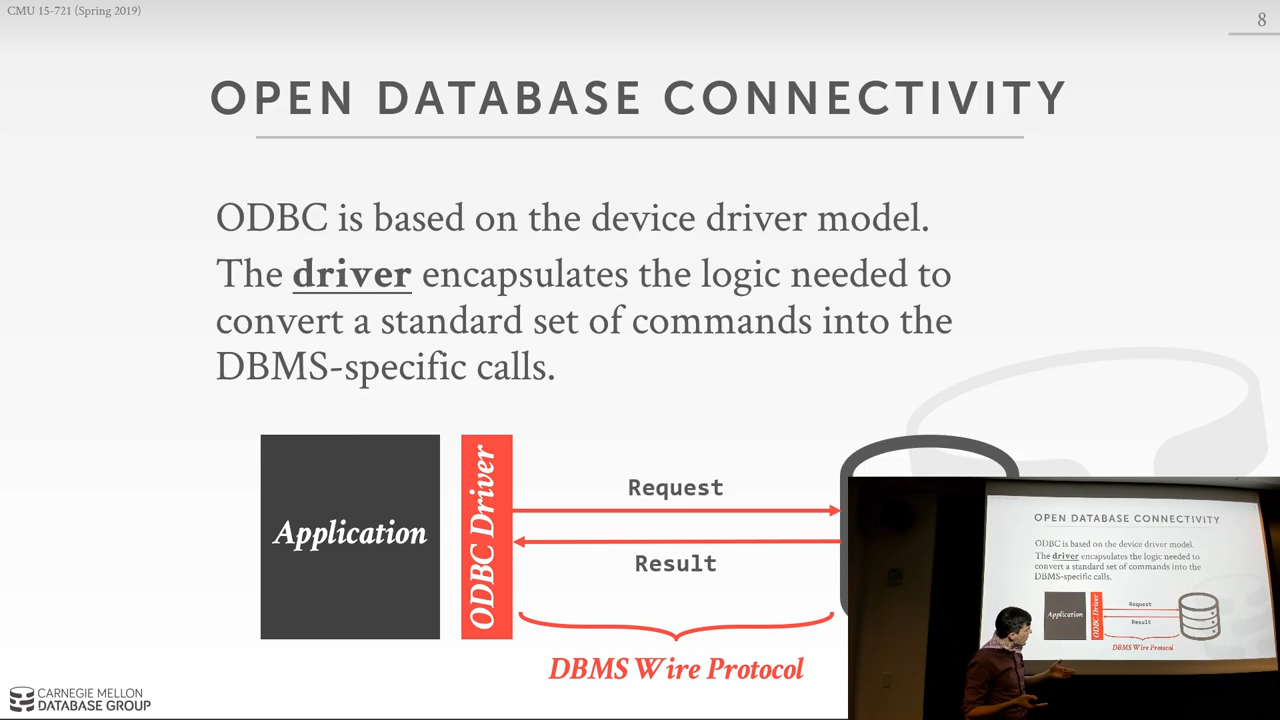 CMU 15-721 (Spring 2019)
8
OPEN DATABASE CONNECTIVITY
ODBC is based on the device driver model.
The driver encapsulates the logic needed to
convert a standard set of commands into the
DBMS-specific calls.
Application
ODBC Driver
Request
Result
DBMS Wire Protocol
CARNEGIE MELLON
DATABASE GROUP
OPEN DATABASE CONNECTIVITY
ODBC is based on the device driver model.
The driver encapsulates the logic needed to
convert a standard set of commands into the
DBMS-specific calls.
Application
ODBC Driver
Request
Result
DBMS Wire Protocol